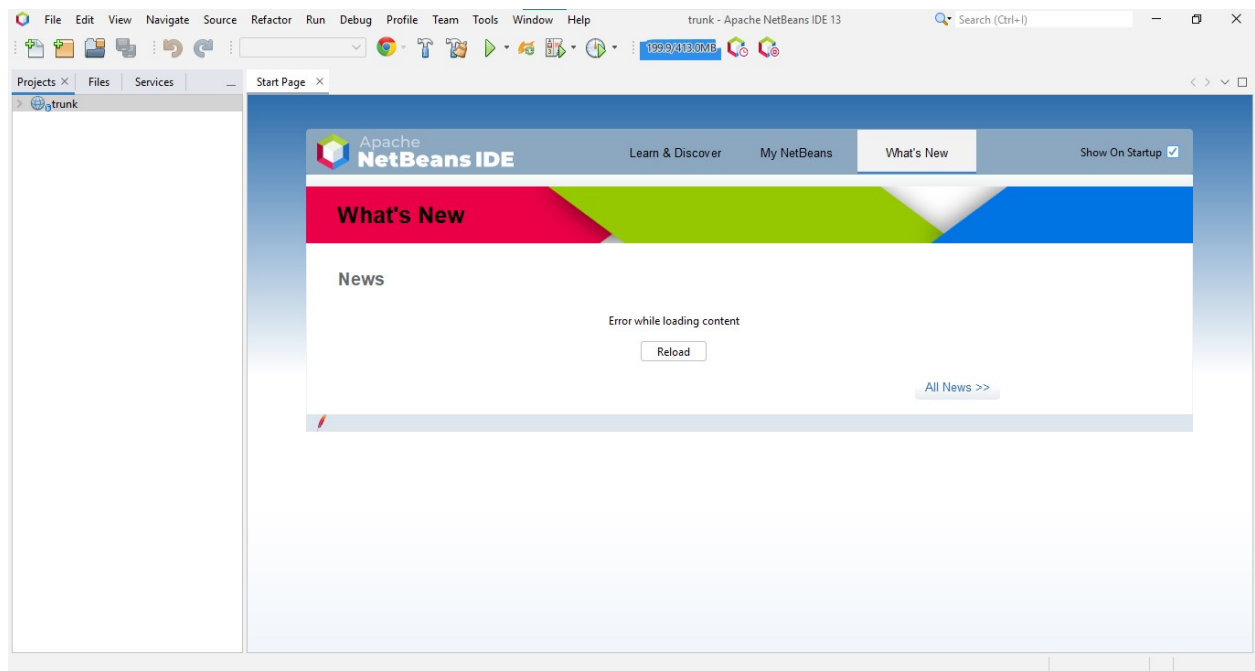 File Edit View Navigate Source Refactor Run Debug Profile Team Tools Window Help trunk - Apache NetBeans IDE 13 Search (Ctrl+I)
199.9/413.0MB
Projects Files Services Start Page
trunk
Apache
NetBeans IDE Learn & Discover My NetBeans What's New Show On Startup
What's New
News
Error while loading content
Reload
All News >>